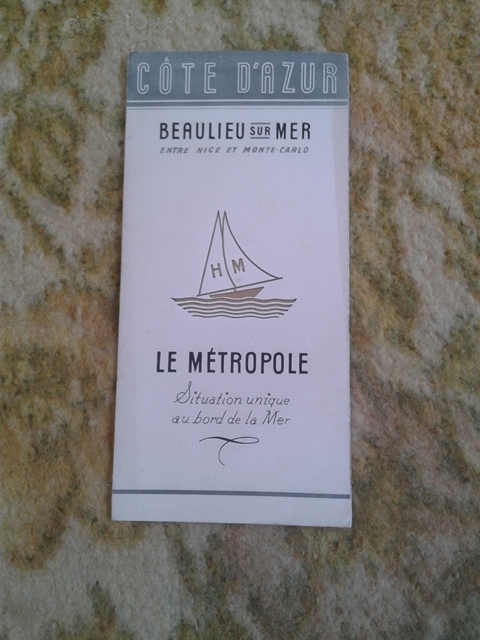 CÔTE D'AZUR
BEAULIEU SUR MER
ENTRE NICE ET MONTE-CARLO
H M
LE MÉTROPOLE
Situation unique
au bord de la Mer